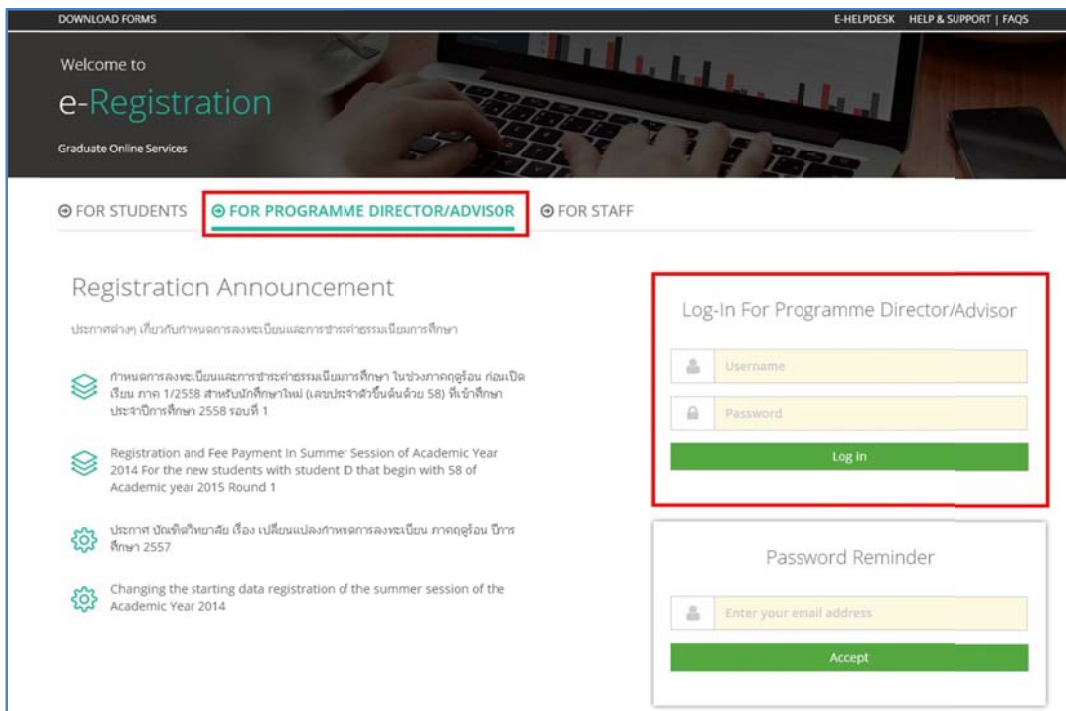 DOWNLOAD FORMS
E-HELPDESK HELP & SUPPORT | FAQS
Welcome to
e-Registration
Graduate Online Services
FOR STUDENTS FOR PROGRAMME DIRECTOR/ADVISOR FOR STAFF
Registration Announcement
ประกาศต่างๆ เกี่ยวกับกำหนดการลงทะเบียนและการชำระค่าธรรมเนียมการศึกษา
กำหนดการลงทะเบียนและการชำระค่าธรรมเนียมการศึกษา ในช่วงภาคฤดูร้อน ก่อนเปิด
เรียน ภาค 1/2558 สำหรับนักศึกษาใหม่ (เลขประจำตัวขึ้นต้นด้วย 58) ที่เข้าศึกษา
ประจำปีการศึกษา 2558 รอบที่ 1
Registration and Fee Payment In Summer Session of Academic Year
2014 For the new students with student D that begin with 58 of
Academic year 2015 Round 1
ประกาศ บัณฑิตวิทยาลัย เรื่อง เปลี่ยนแปลงกำหนดการลงทะเบียน ภาคฤดูร้อน ปีการ
ศึกษา 2557
Changing the starting data registration of the summer session of the
Academic Year 2014
Log-In For Programme Director/Advisor
Username
Password
Log in
Password Reminder
Enter your email address
Accept